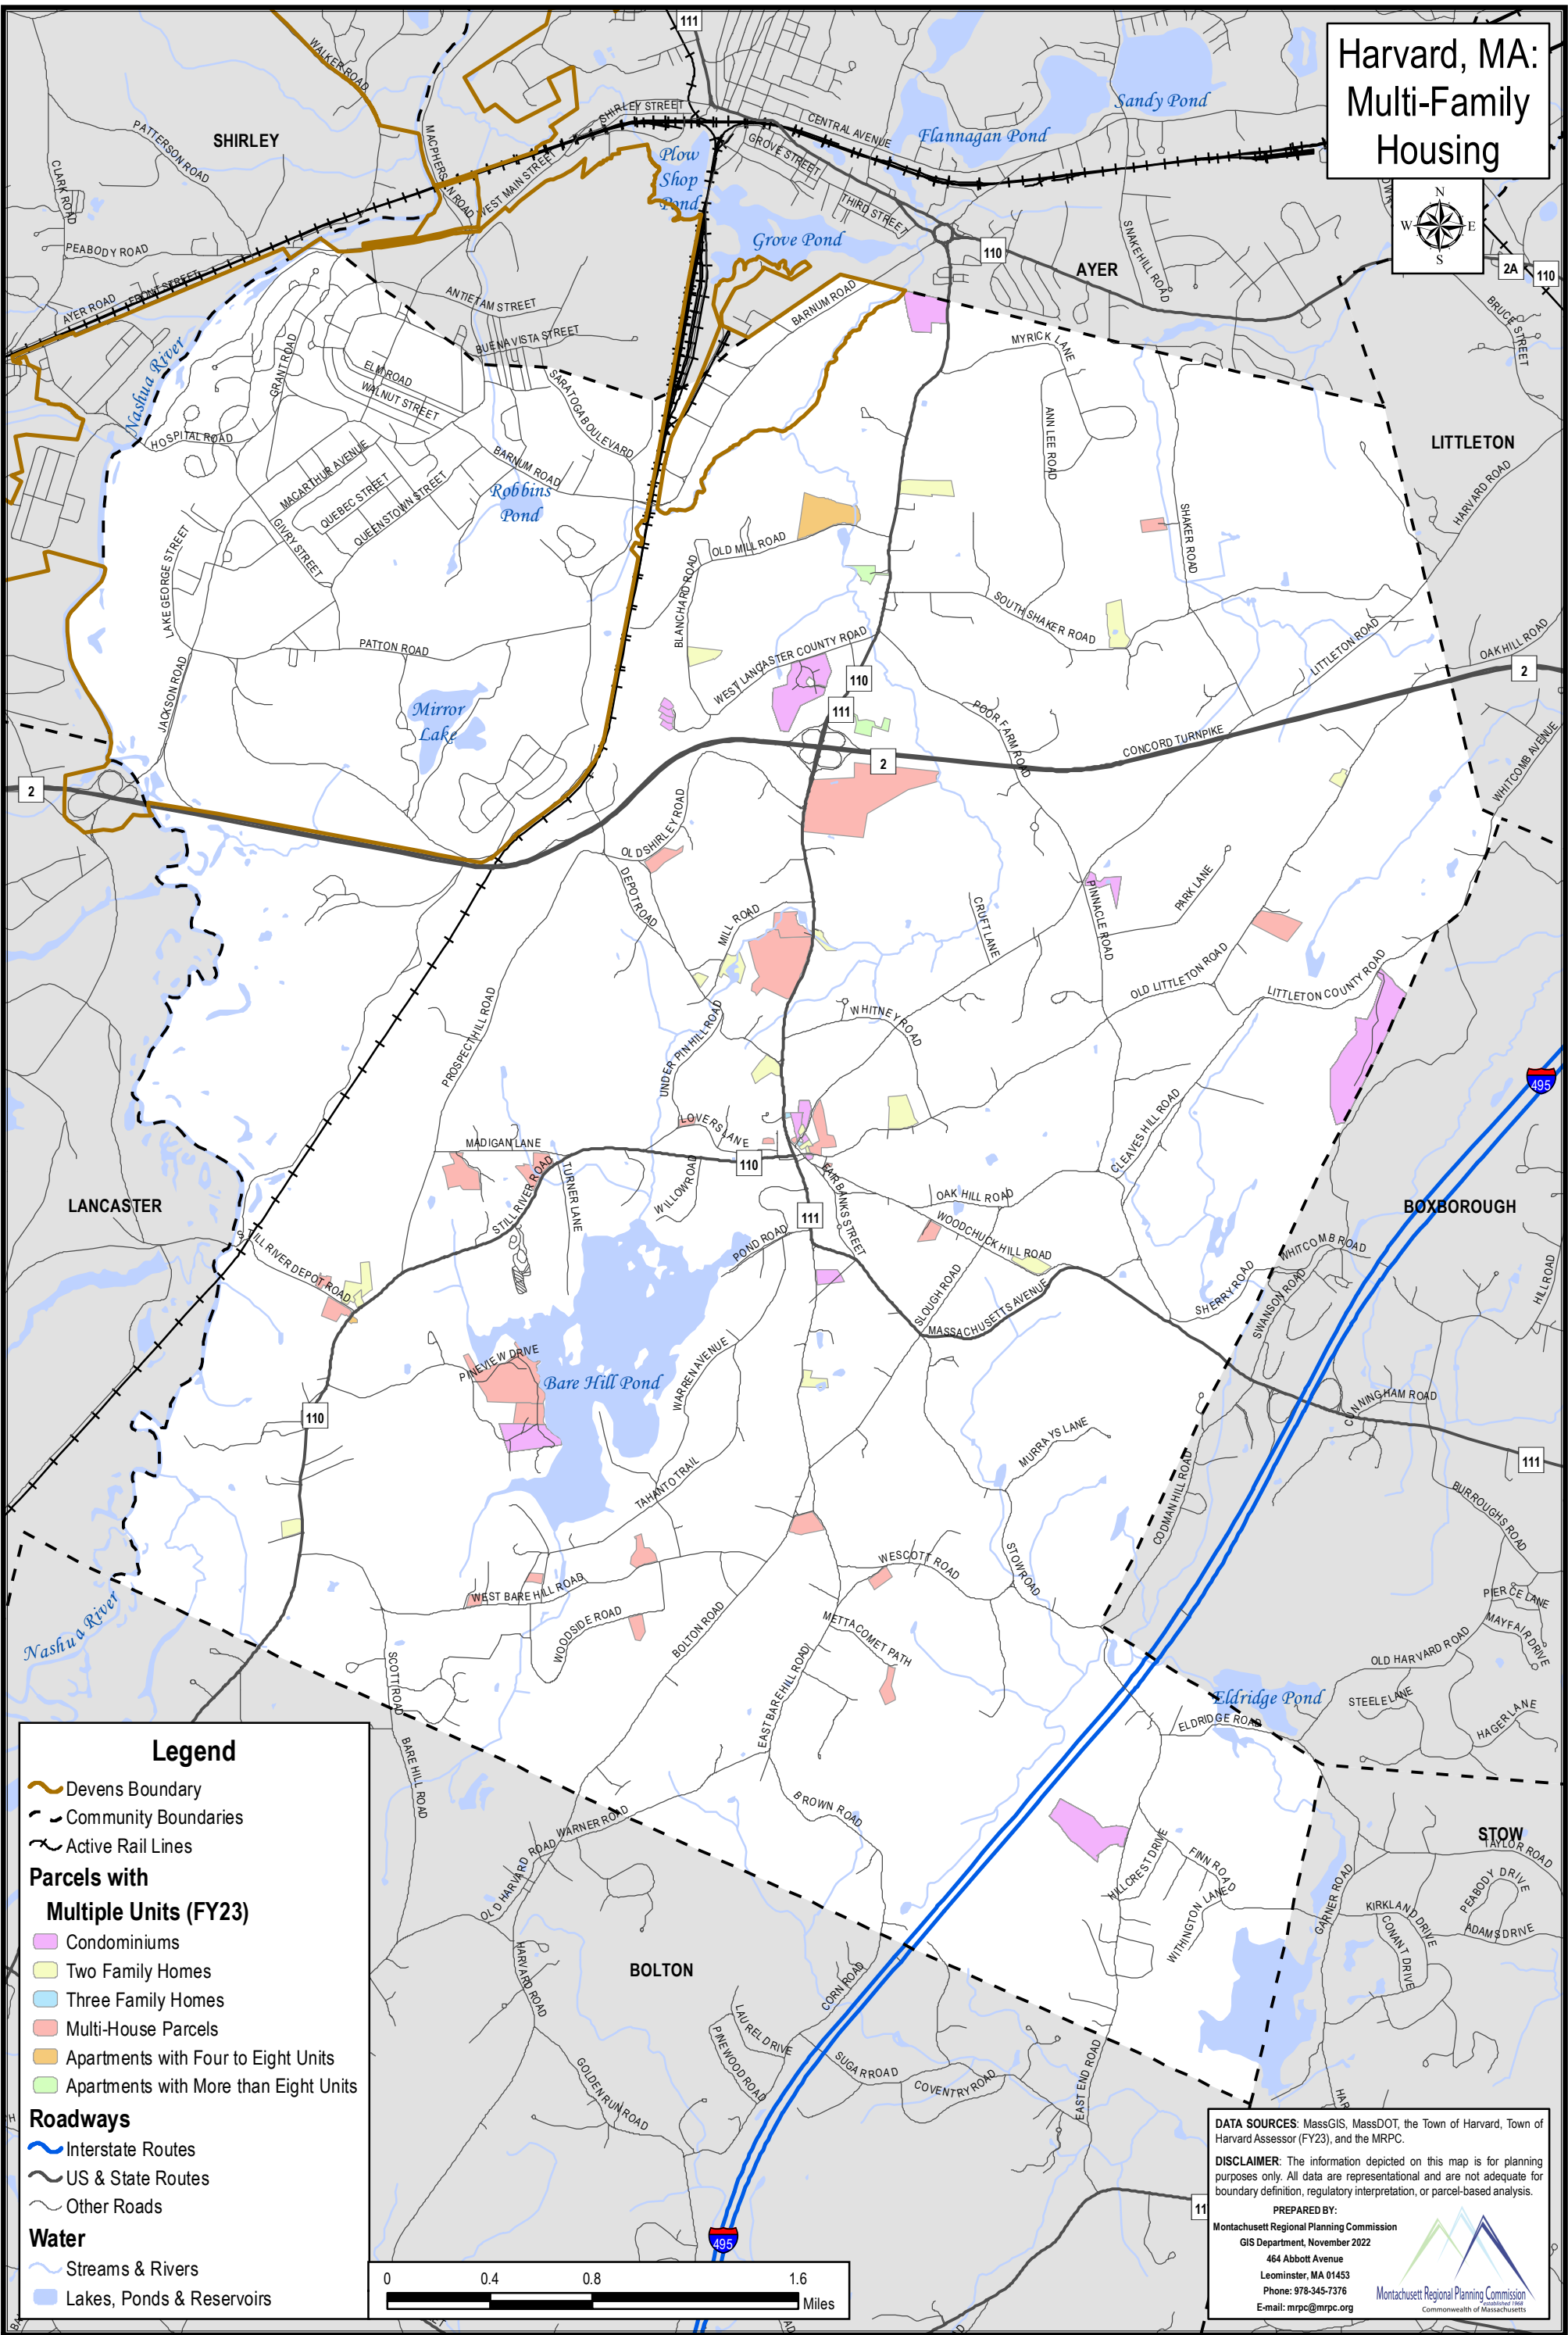 Harvard, MA:
Multi-Family
Housing
N
W
E
S
111
WALKER ROAD
SHIRLEY
PATTERSON ROAD
CLARK ROAD
PEABODY ROAD
SHIRLEY STREET
WEST MAIN STREET
AYER ROAD
FRONT STREET
Plow
Shop
Pond
CENTRAL AVENUE
GROVE STREET
THIRD STREET
Flannagan Pond
Sandy Pond
Grove Pond
110
AYER
SNAKE HILL ROAD
2A
110
BRUCE STREET
ANTIETAM STREET
BUENA VISTA STREET
BARNUM ROAD
MYRICK LANE
Nashua River
GRANT ROAD
ELM ROAD
WALNUT STREET
SARATOGA BOULEVARD
HOSPITAL ROAD
MACARTHUR AVENUE
BARNUM ROAD
QUEBEC STREET
QUEENSTOWN STREET
GIVRY STREET
Robbins
Pond
ANN LEE ROAD
LITTLETON
HARVARD ROAD
SHAKER ROAD
LAKE GEORGE STREET
OLD MILL ROAD
BLANCHARD ROAD
SOUTH SHAKER ROAD
PATTON ROAD
WEST LANCASTER COUNTY ROAD
LITTLETON ROAD
OAK HILL ROAD
2
JACKSON ROAD
Mirror
Lake
110
111
POOR FARM ROAD
CONCORD TURNPIKE
WHITCOMB AVENUE
2
2
OLD SHIRLEY ROAD
DEPOT ROAD
MILL ROAD
CRUFT LANE
PINNACLE ROAD
PARK LANE
OLD LITTLETON ROAD
LITTLETON COUNTY ROAD
PROSPECT HILL ROAD
UNDER PIN HILL ROAD
WHITNEY ROAD
495
LOVERS LANE
MADIGAN LANE
110
WILLOW ROAD
STILL RIVER ROAD
TURNER LANE
FAIRBANKS STREET
CLEAVES HILL ROAD
OAK HILL ROAD
LANCASTER
BOXBOROUGH
111
POND ROAD
WOODCHUCK HILL ROAD
STILL RIVER DEPOT ROAD
SLOUGH ROAD
MASSACHUSETTS AVENUE
SHERRY ROAD
WHITCOMB ROAD
SWANSON ROAD
HILL ROAD
PINEVIEW DRIVE
Bare Hill Pond
WARREN AVENUE
CUNNINGHAM ROAD
110
111
MURRAYS LANE
TAHANTO TRAIL
CODMAN HILL ROAD
BURROUGHS ROAD
WESCOTT ROAD
STOW ROAD
WEST BARE HILL ROAD
WOODSIDE ROAD
BOLTON ROAD
METTACOMET PATH
PIERCE LANE
MAYFAIR DRIVE
Nashua River
SCOTT ROAD
EAST BARE HILL ROAD
OLD HARVARD ROAD
Eldridge Pond
STEELE LANE
ELDRIDGE ROAD
HAGER LANE
BARE HILL ROAD
BROWN ROAD
WARNER ROAD
OLD HARVARD ROAD
HILLCREST DRIVE
FINN ROAD
WITHINGTON LANE
STOW
TAYLOR ROAD
PEABODY DRIVE
GARNER ROAD
KIRKLAND DRIVE
CONANT DRIVE
ADAMS DRIVE
HARVARD ROAD
BOLTON
CORN ROAD
LAUREL DRIVE
PINEWOOD ROAD
SUGAR ROAD
COVENTRY ROAD
GOLDEN RUN ROAD
EAST END ROAD
495
Legend
Devens Boundary
Community Boundaries
Active Rail Lines
Parcels with
Multiple Units (FY23)
Condominiums
Two Family Homes
Three Family Homes
Multi-House Parcels
Apartments with Four to Eight Units
Apartments with More than Eight Units
Roadways
Interstate Routes
US & State Routes
Other Roads
Water
Streams & Rivers
Lakes, Ponds & Reservoirs
0 0.4 0.8 1.6
Miles
DATA SOURCES: MassGIS, MassDOT, the Town of Harvard, Town of
Harvard Assessor (FY23), and the MRPC.
DISCLAIMER: The information depicted on this map is for planning
purposes only. All data are representational and are not adequate for
boundary definition, regulatory interpretation, or parcel-based analysis.
PREPARED BY:
Montachusett Regional Planning Commission
GIS Department, November 2022
464 Abbott Avenue
Leominster, MA 01453
Phone: 978-345-7376
E-mail: mrpc@mrpc.org
Montachusett Regional Planning Commission
established 1968
Commonwealth of Massachusetts